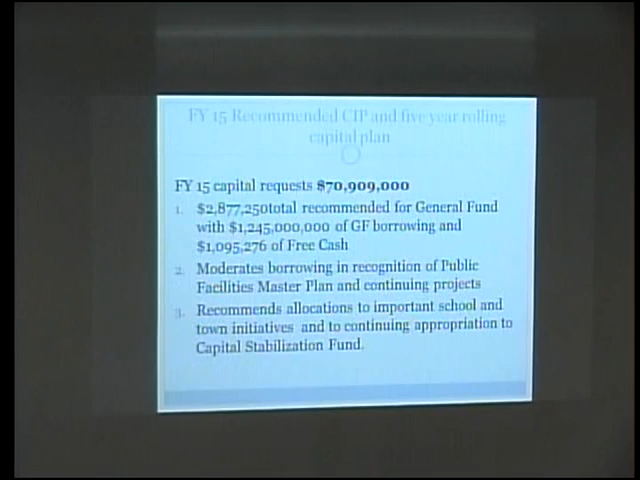 FY 15 Recommended CIP and five year rolling
capital plan
FY 15 capital requests $70,909,000
1. $2,877,250total recommended for General Fund
with $1,245,000,000 of GF borrowing and
$1,095,276 of Free Cash
2. Moderates borrowing in recognition of Public
Facilities Master Plan and continuing projects
3. Recommends allocations to important school and
town initiatives and to continuing appropriation to
Capital Stabilization Fund.